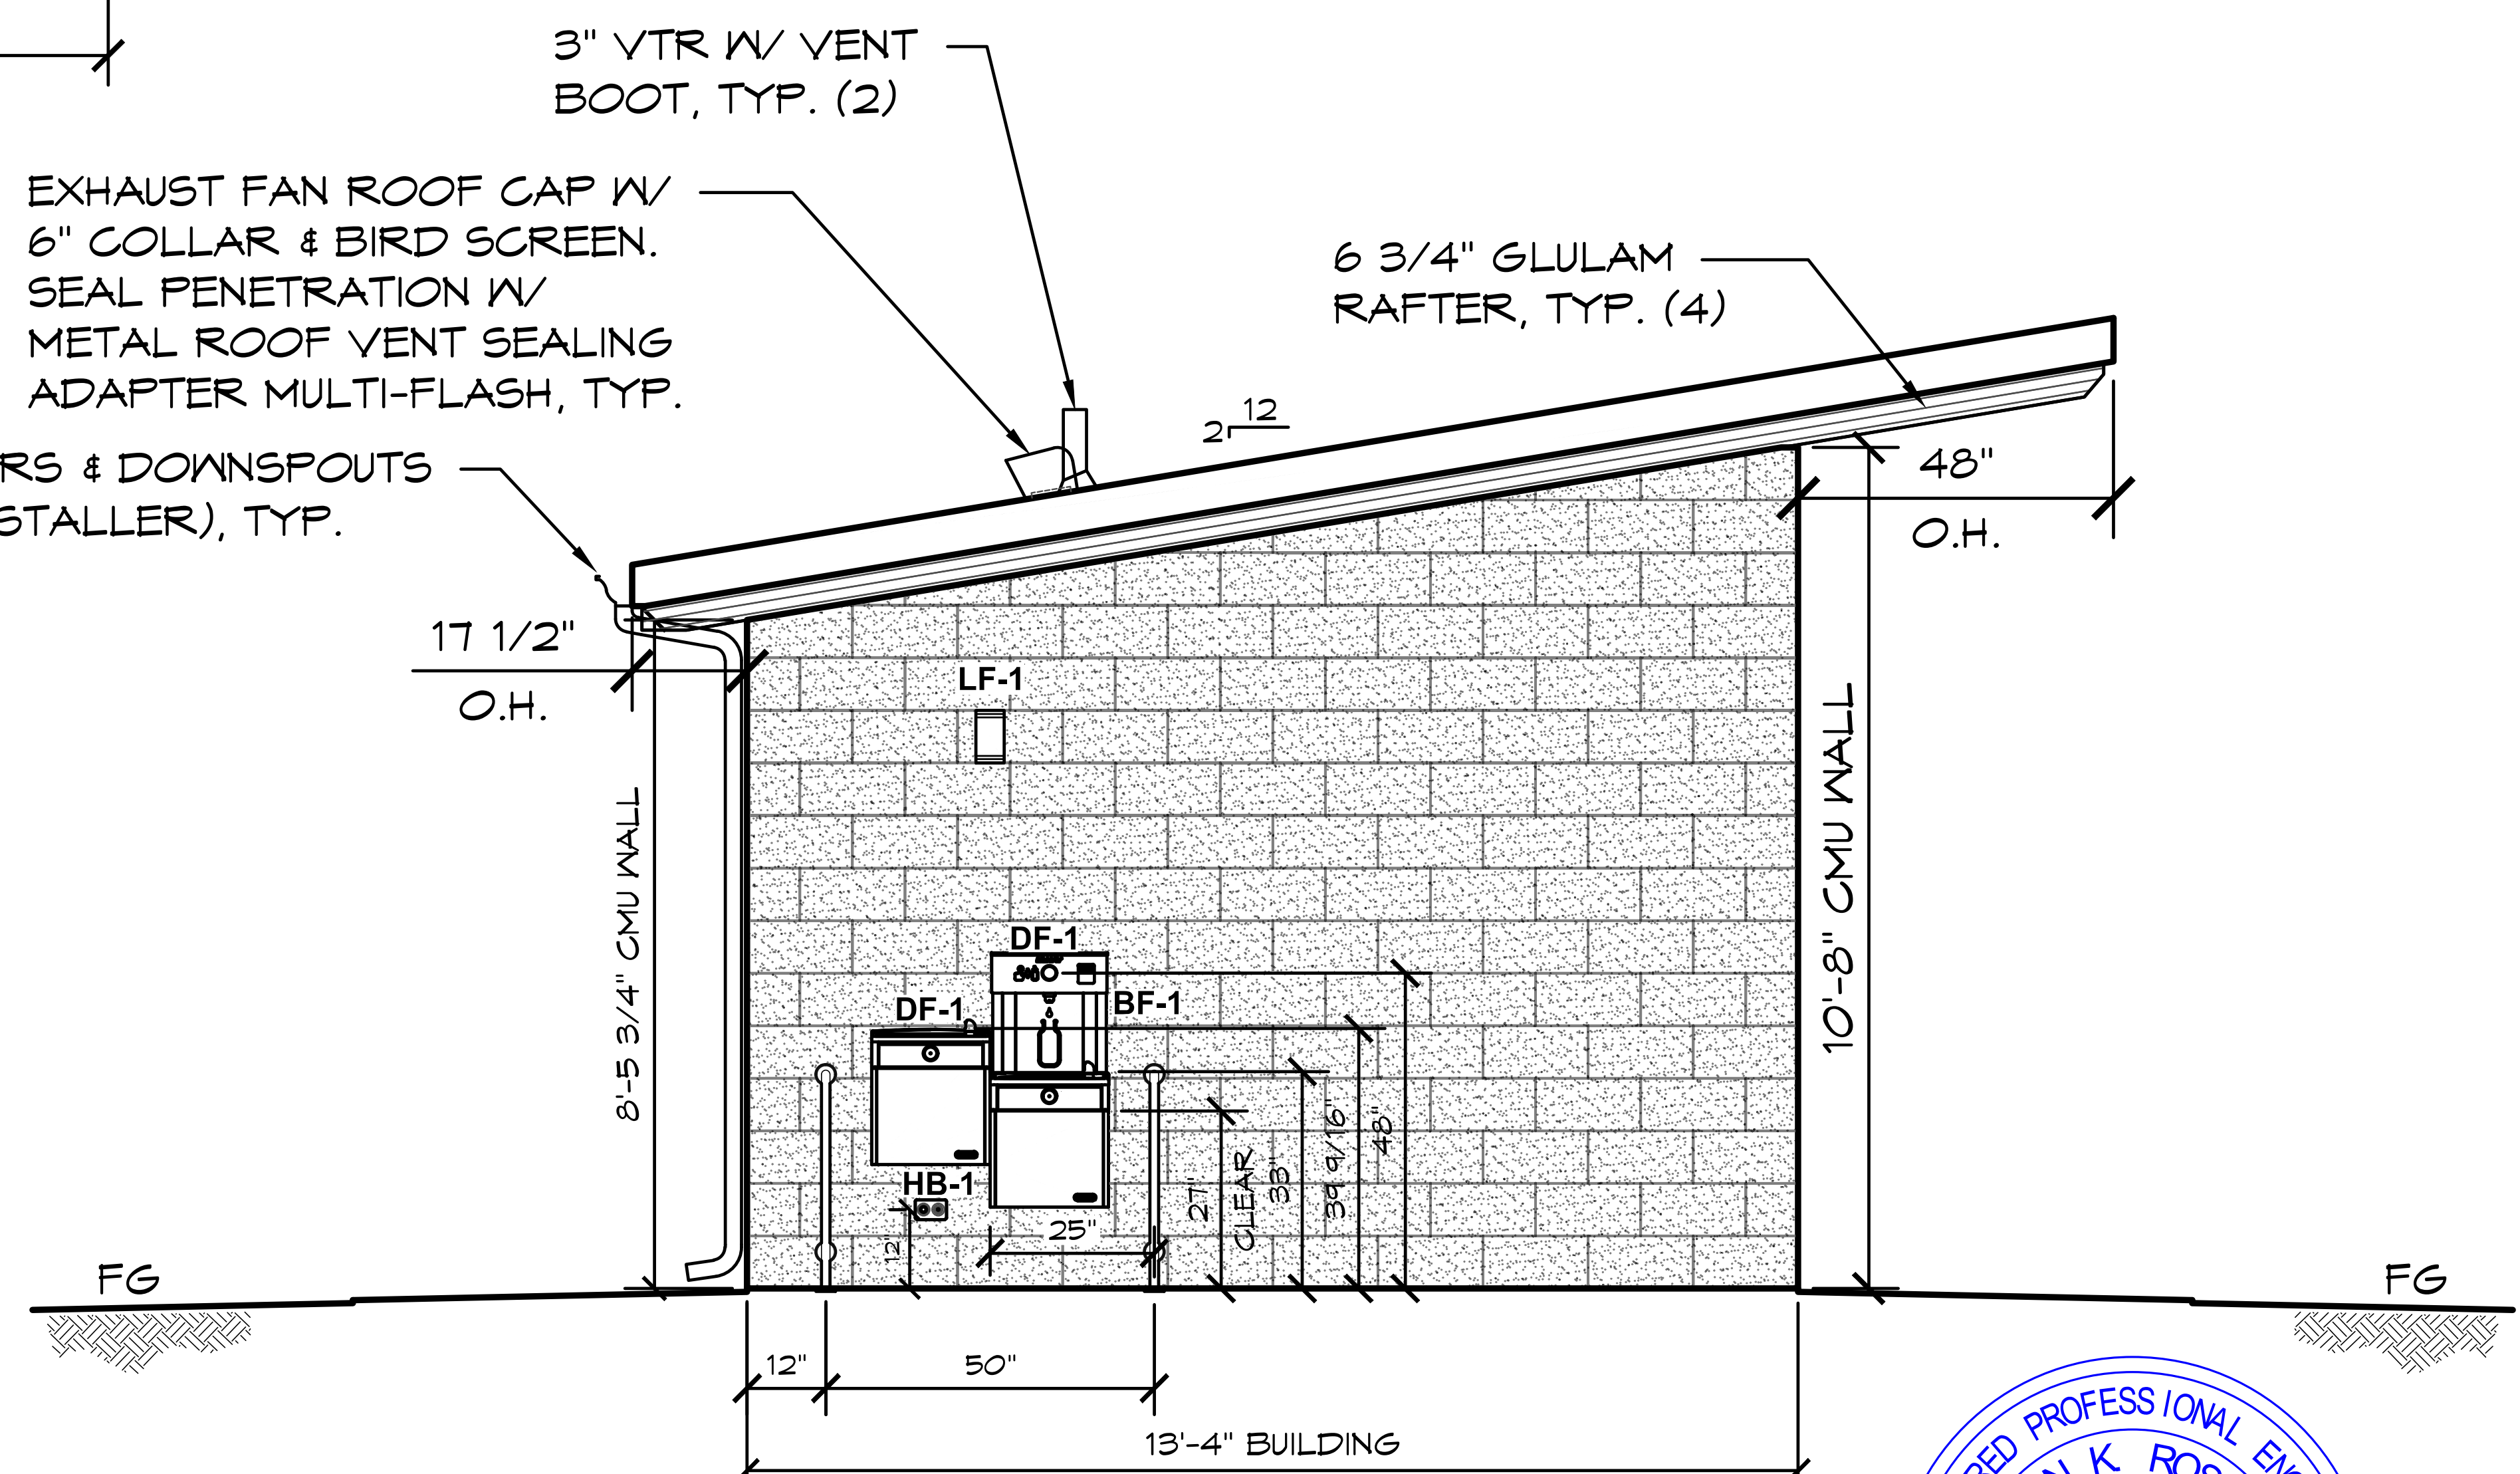 3" VTR W/ VENT
BOOT, TYP. (2)
EXHAUST FAN ROOF CAP W/
6" COLLAR & BIRD SCREEN.
SEAL PENETRATION W/
METAL ROOF VENT SEALING
ADAPTER MULTI-FLASH, TYP.
6 3/4" GLULAM
RAFTER, TYP. (4)
12
2
RS & DOWNSPOUTS
STALLER), TYP.
48"
O.H.
17 1/2"
O.H.
LF-1
8'-5 3/4" CMU WALL
10'-8" CMU WALL
DF-1
DF-1
BF-1
HB-1
12"
25"
27"
CLEAR
33"
39 9/16"
48"
FG
FG
12"
50"
13'-4" BUILDING
PROFESSIONAL
K